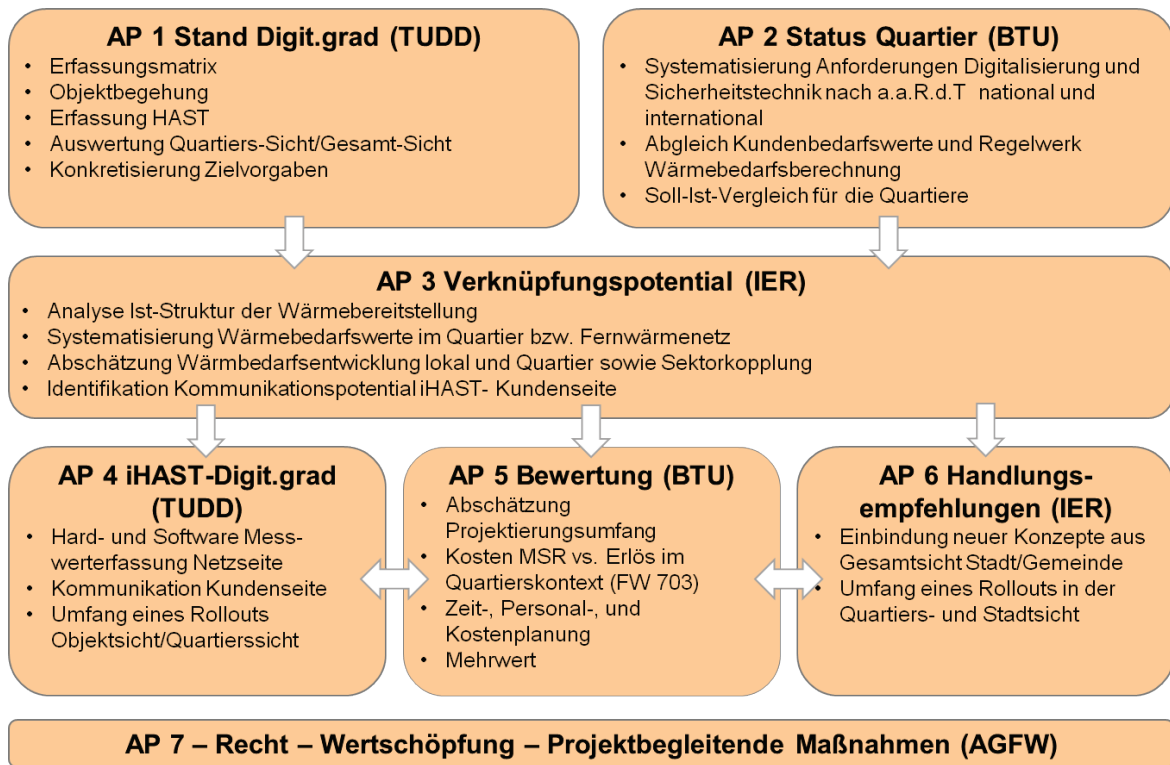 AP 1 Stand Digit.grad (TUDD)
• Erfassungsmatrix
• Objektbegehung
• Erfassung HAST
• Auswertung Quartiers-Sicht/Gesamt-Sicht
• Konkretisierung Zielvorgaben
AP 2 Status Quartier (BTU)
• Systematisierung Anforderungen Digitalisierung und
Sicherheitstechnik nach a.a.R.d.T national und
international
• Abgleich Kundenbedarfswerte und Regelwerk
Wärmebedarfsberechnung
• Soll-Ist-Vergleich für die Quartiere
AP 3 Verknüpfungspotential (IER)
• Analyse Ist-Struktur der Wärmebereitstellung
• Systematisierung Wärmebedarfswerte im Quartier bzw. Fernwärmenetz
• Abschätzung Wärmbedarfsentwicklung lokal und Quartier sowie Sektorkopplung
• Identifikation Kommunikationspotential iHAST- Kundenseite
AP 4 iHAST-Digit.grad
(TUDD)
• Hard- und Software Mess-
werterfassung Netzseite
• Kommunikation Kundenseite
• Umfang eines Rollouts
Objektsicht/Quartierssicht
AP 5 Bewertung (BTU)
• Abschätzung
Projektierungsumfang
• Kosten MSR vs. Erlös im
Quartierskontext (FW 703)
• Zeit-, Personal-, und
Kostenplanung
• Mehrwert
AP 6 Handlungs-
empfehlungen (IER)
• Einbindung neuer Konzepte aus
Gesamtsicht Stadt/Gemeinde
• Umfang eines Rollouts in der
Quartiers- und Stadtsicht
AP 7 – Recht – Wertschöpfung – Projektbegleitende Maßnahmen (AGFW)